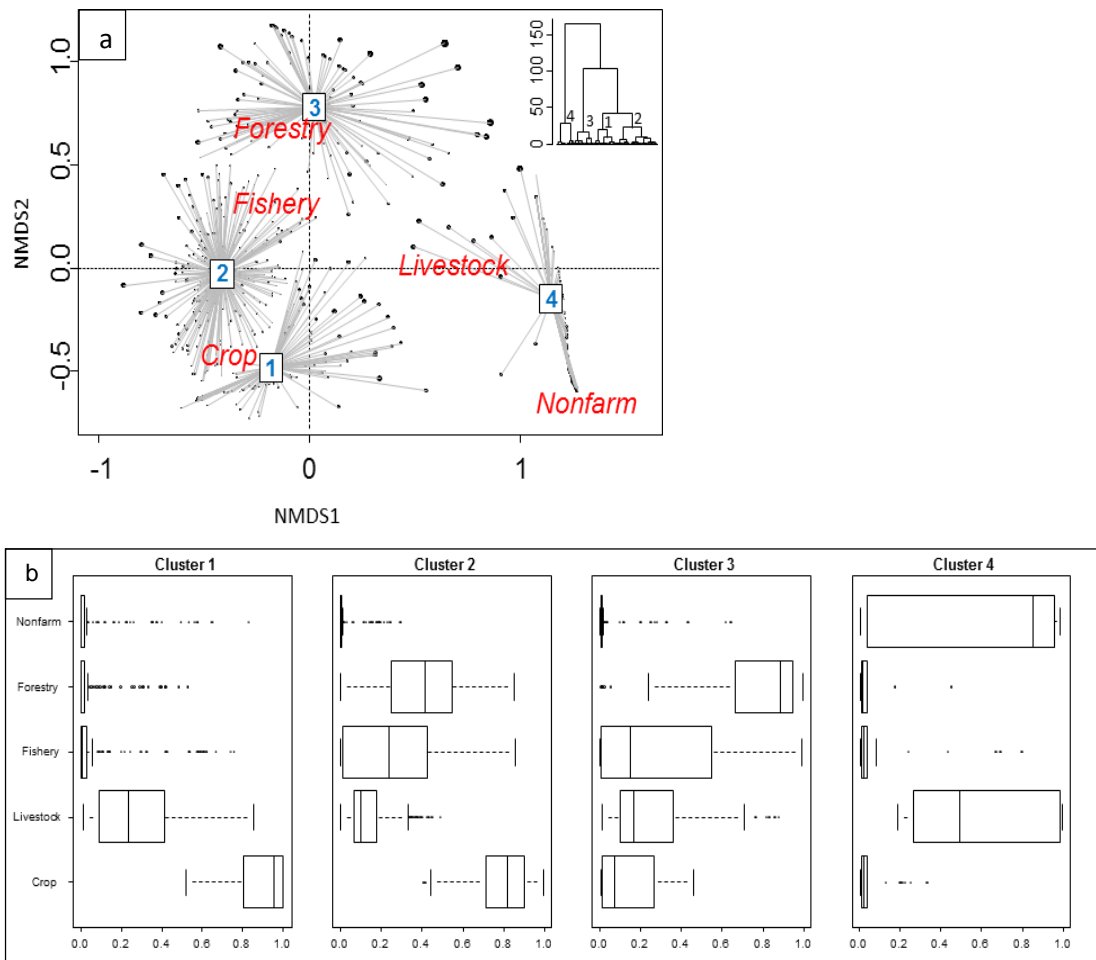 a
NMDS2
1.0
0.5
0.0
-0.5
3
Forestry
Fishery
2
Livestock
4
Crop
1
Nonfarm
150
100
50
0
4
3
1
2
-1
0
1
NMDS1
b
Cluster 1
Cluster 2
Cluster 3
Cluster 4
Nonfarm
Forestry
Fishery
Livestock
Crop
0.0 0.2 0.4 0.6 0.8 1.0
0.0 0.2 0.4 0.6 0.8 1.0
0.0 0.2 0.4 0.6 0.8 1.0
0.0 0.2 0.4 0.6 0.8 1.0